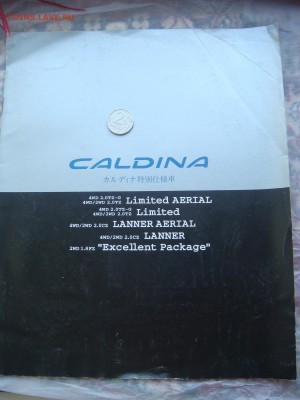 CALDINA
カルディナ特別仕様車
4WD 2.0TZ-G
4WD/2WD 2.0TZ Limited AERIAL
4WD 2.0TZ-G
4WD/2WD 2.0TZ Limited
4WD/2WD 2.0CZ LANNER AERIAL
4WD/2WD 2.0CZ LANNER
2WD 1.8FZ "Excellent Package"